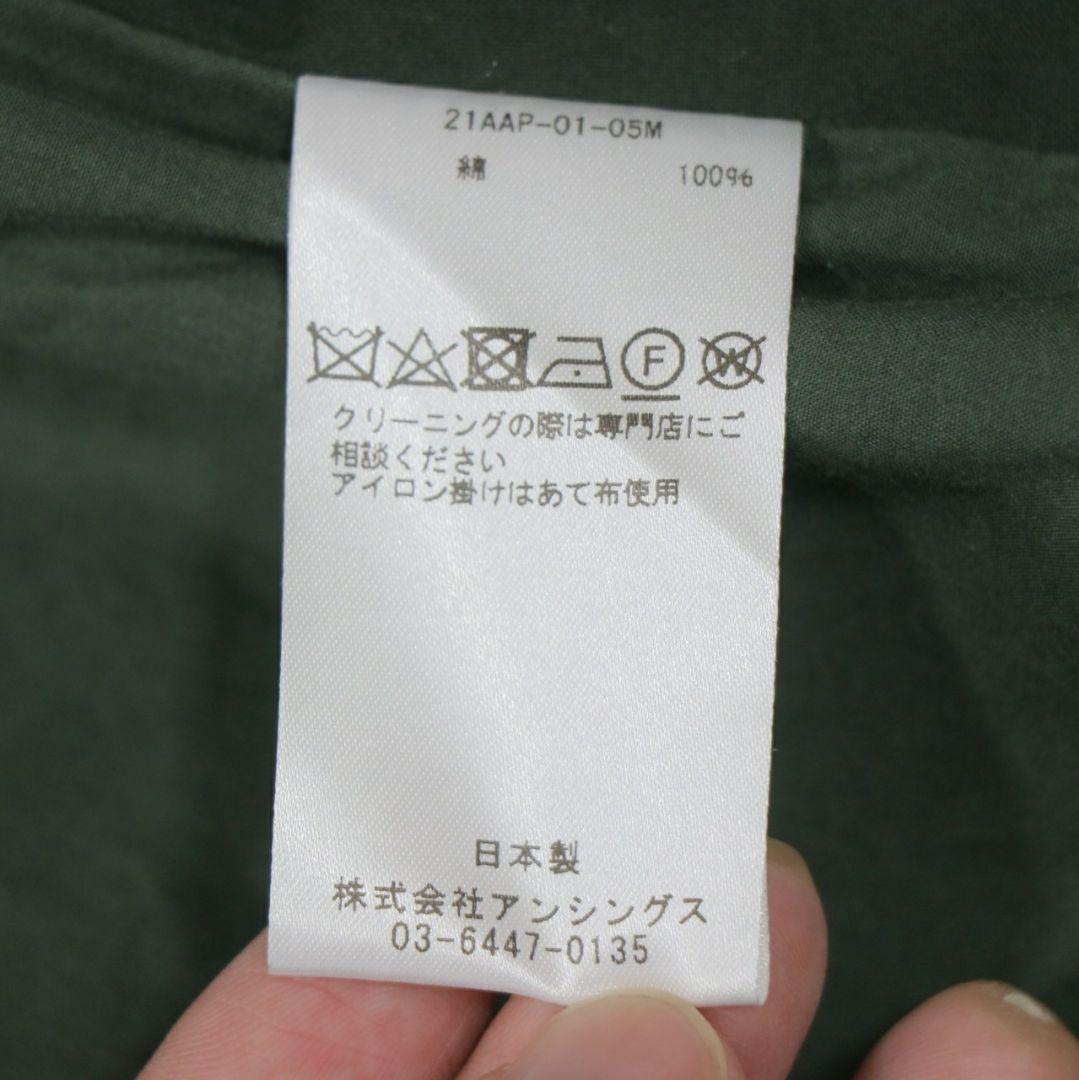 21AAP-01-05M
綿 100%
F W
クリーニングの際は専門店にご
相談ください
アイロン掛けはあて布使用
日本製
株式会社アンシングス
03-6447-0135